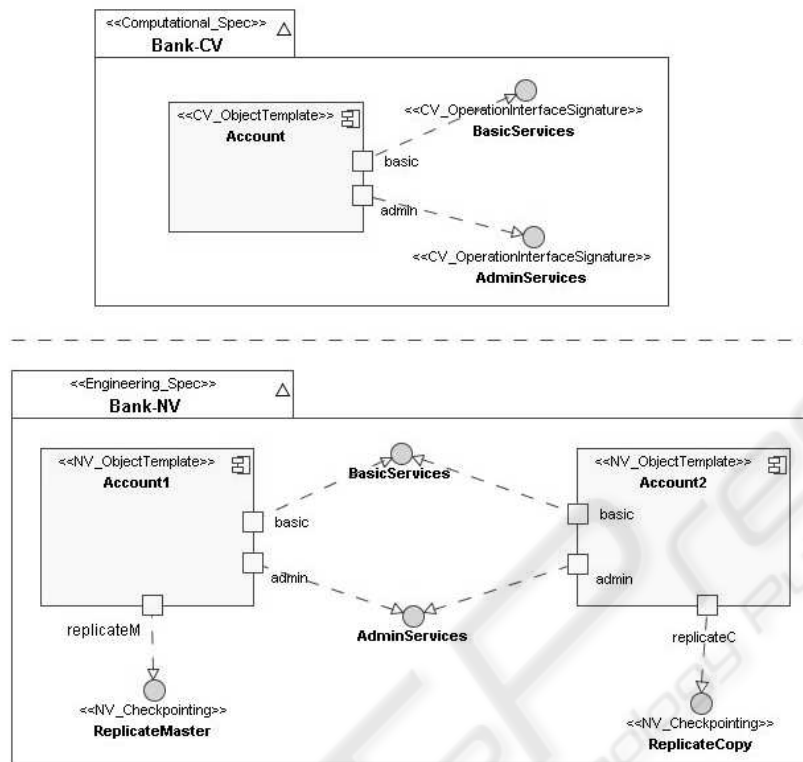 <<Computational_Spec>>
Bank-CV
<<CV_ObjectTemplate>>
Account
basic
admin
<<CV_OperationInterfaceSignature>>
BasicServices
<<CV_OperationInterfaceSignature>>
AdminServices
<<Engineering_Spec>>
Bank-NV
<<NV_ObjectTemplate>>
Account1
basic
admin
replicateM
BasicServices
AdminServices
<<NV_ObjectTemplate>>
Account2
basic
admin
replicateC
<<NV_Checkpointing>>
ReplicateMaster
<<NV_Checkpointing>>
ReplicateCopy